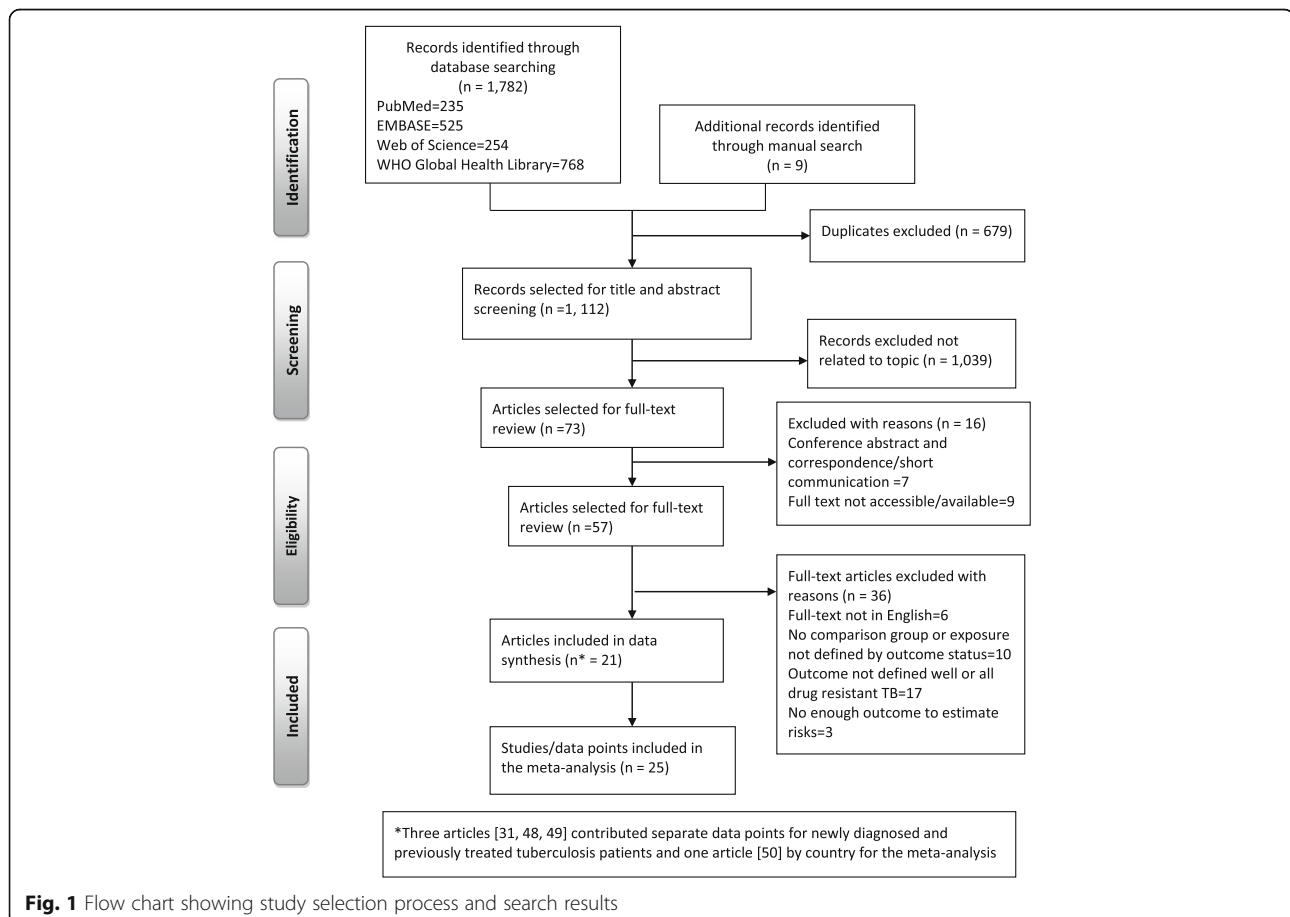 Records identified through
database searching
(n = 1,782)
PubMed=235
EMBASE=525
Web of Science=254
WHO Global Health Library=768
Additional records identified
through manual search
(n = 9)
Identification
Duplicates excluded (n = 679)
Records selected for title and abstract
screening (n =1, 112)
Screening
Records excluded not
related to topic (n = 1,039)
Articles selected for full-text
review (n =73)
Excluded with reasons (n = 16)
Conference abstract and
correspondence/short
communication =7
Full text not accessible/available=9
Eligibility
Articles selected for full-text
review (n =57)
Full-text articles excluded with
reasons (n = 36)
Full-text not in English=6
No comparison group or exposure
not defined by outcome status=10
Outcome not defined well or all
drug resistant TB=17
No enough outcome to estimate
risks=3
Articles included in data
synthesis (n* = 21)
Included
Studies/data points included in
the meta-analysis (n = 25)
*Three articles [31, 48, 49] contributed separate data points for newly diagnosed and
previously treated tuberculosis patients and one article [50] by country for the meta-analysis
Fig. 1 Flow chart showing study selection process and search results